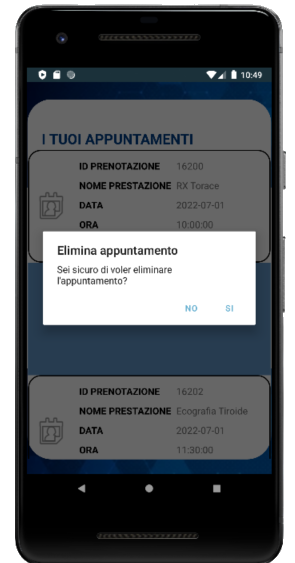 10:49
I TUOI APPUNTAMENTI
ID PRENOTAZIONE 16200
NOME PRESTAZIONE RX Torace
DATA 2022-07-01
ORA 10:00:00
Elimina appuntamento
Sei sicuro di voler eliminare
l'appuntamento?
NO SI
ID PRENOTAZIONE 16202
NOME PRESTAZIONE Ecografia Tiroide
DATA 2022-07-01
ORA 11:30:00